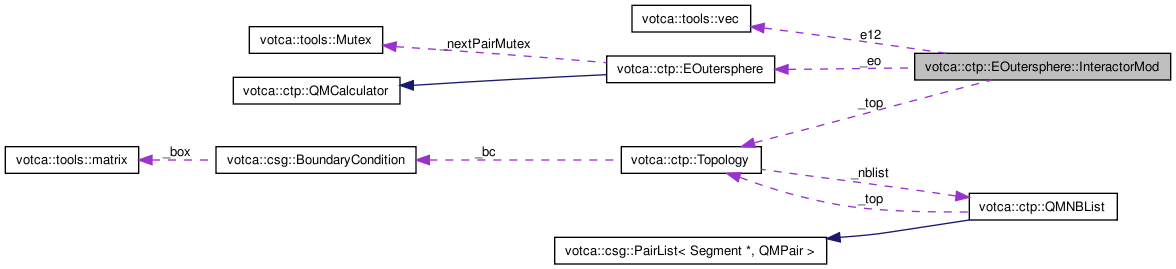 votca::tools::vec
votca::tools::Mutex
_nextPairMutex
e12
votca::ctp::EOutersphere
_eo
votca::ctp::EOutersphere::InteractorMod
votca::ctp::QMCalculator
_top
votca::tools::matrix
_box
votca::csg::BoundaryCondition
_bc
votca::ctp::Topology
_nblist
_top
votca::ctp::QMNBList
votca::csg::PairList< Segment *, QMPair >